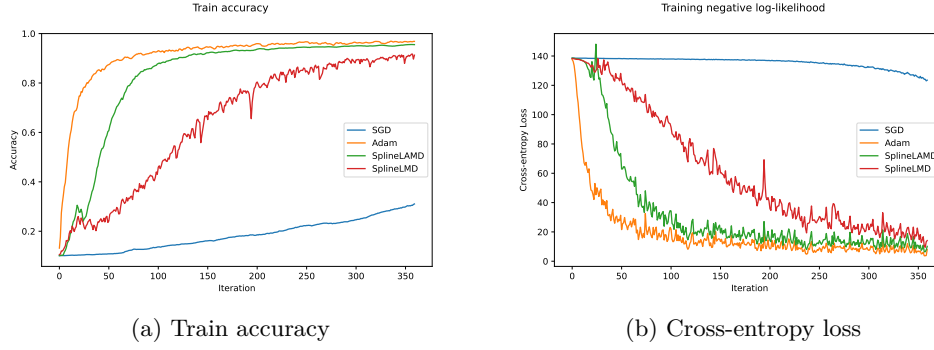 Train accuracy
1.0
0.8
0.6
0.4
0.2
Accuracy
0
50
100
150
200
250
300
350
Iteration
SGD
Adam
SplineLAMD
SplineLMD
(a) Train accuracy
Training negative log-likelihood
140
120
100
80
60
40
20
0
Cross-entropy Loss
0
50
100
150
200
250
300
350
Iteration
SGD
Adam
SplineLAMD
SplineLMD
(b) Cross-entropy loss